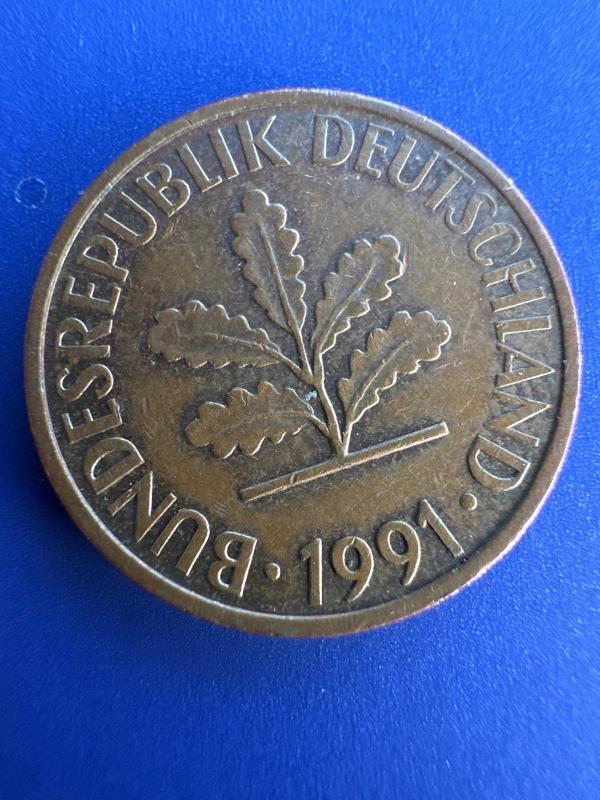 BUNDESREPUBLIK DEUTSCHLAND
· 1991 ·